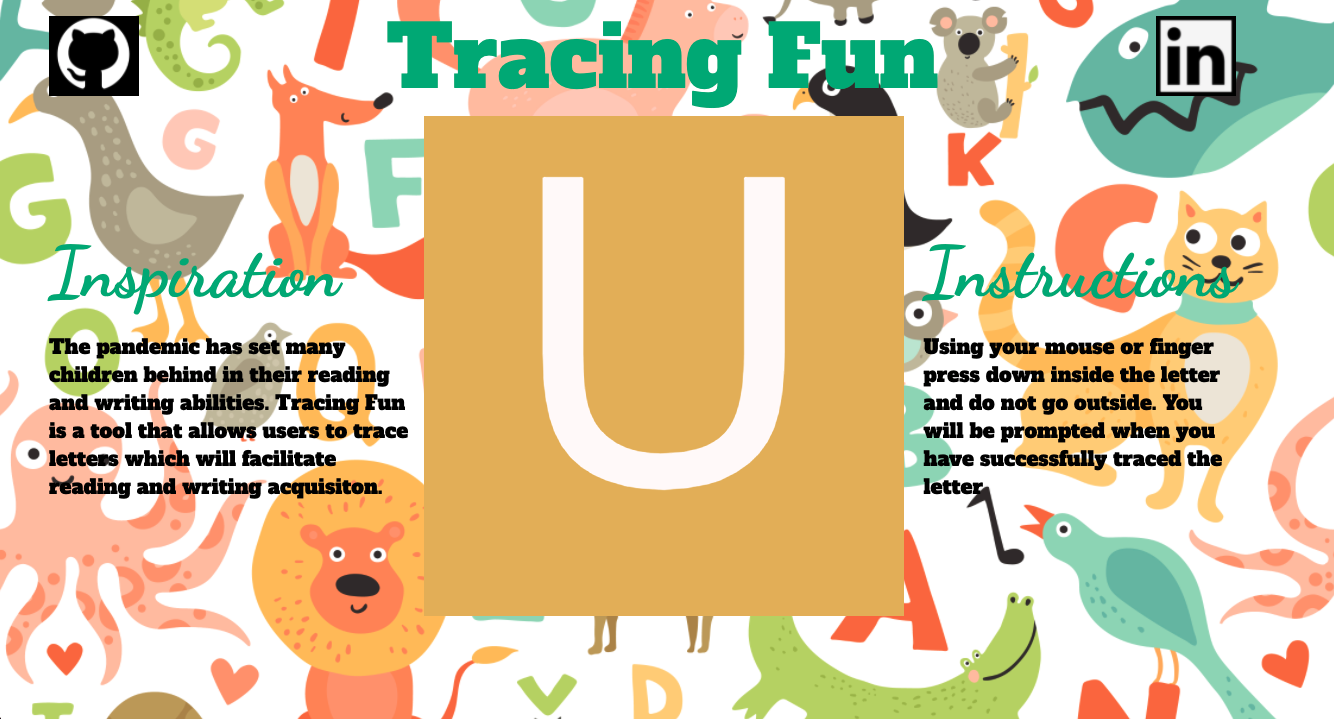 Tracing Fun
in
U
Inspiration
The pandemic has set many
children behind in their reading
and writing abilities. Tracing Fun
is a tool that allows users to trace
letters which will facilitate
reading and writing acquisiton.
Instructions
Using your mouse or finger
press down inside the letter
and do not go outside. You
will be prompted when you
have successfully traced the
letter.
G
G
F
K
C
O
O
B
A
V
D
T
N
I